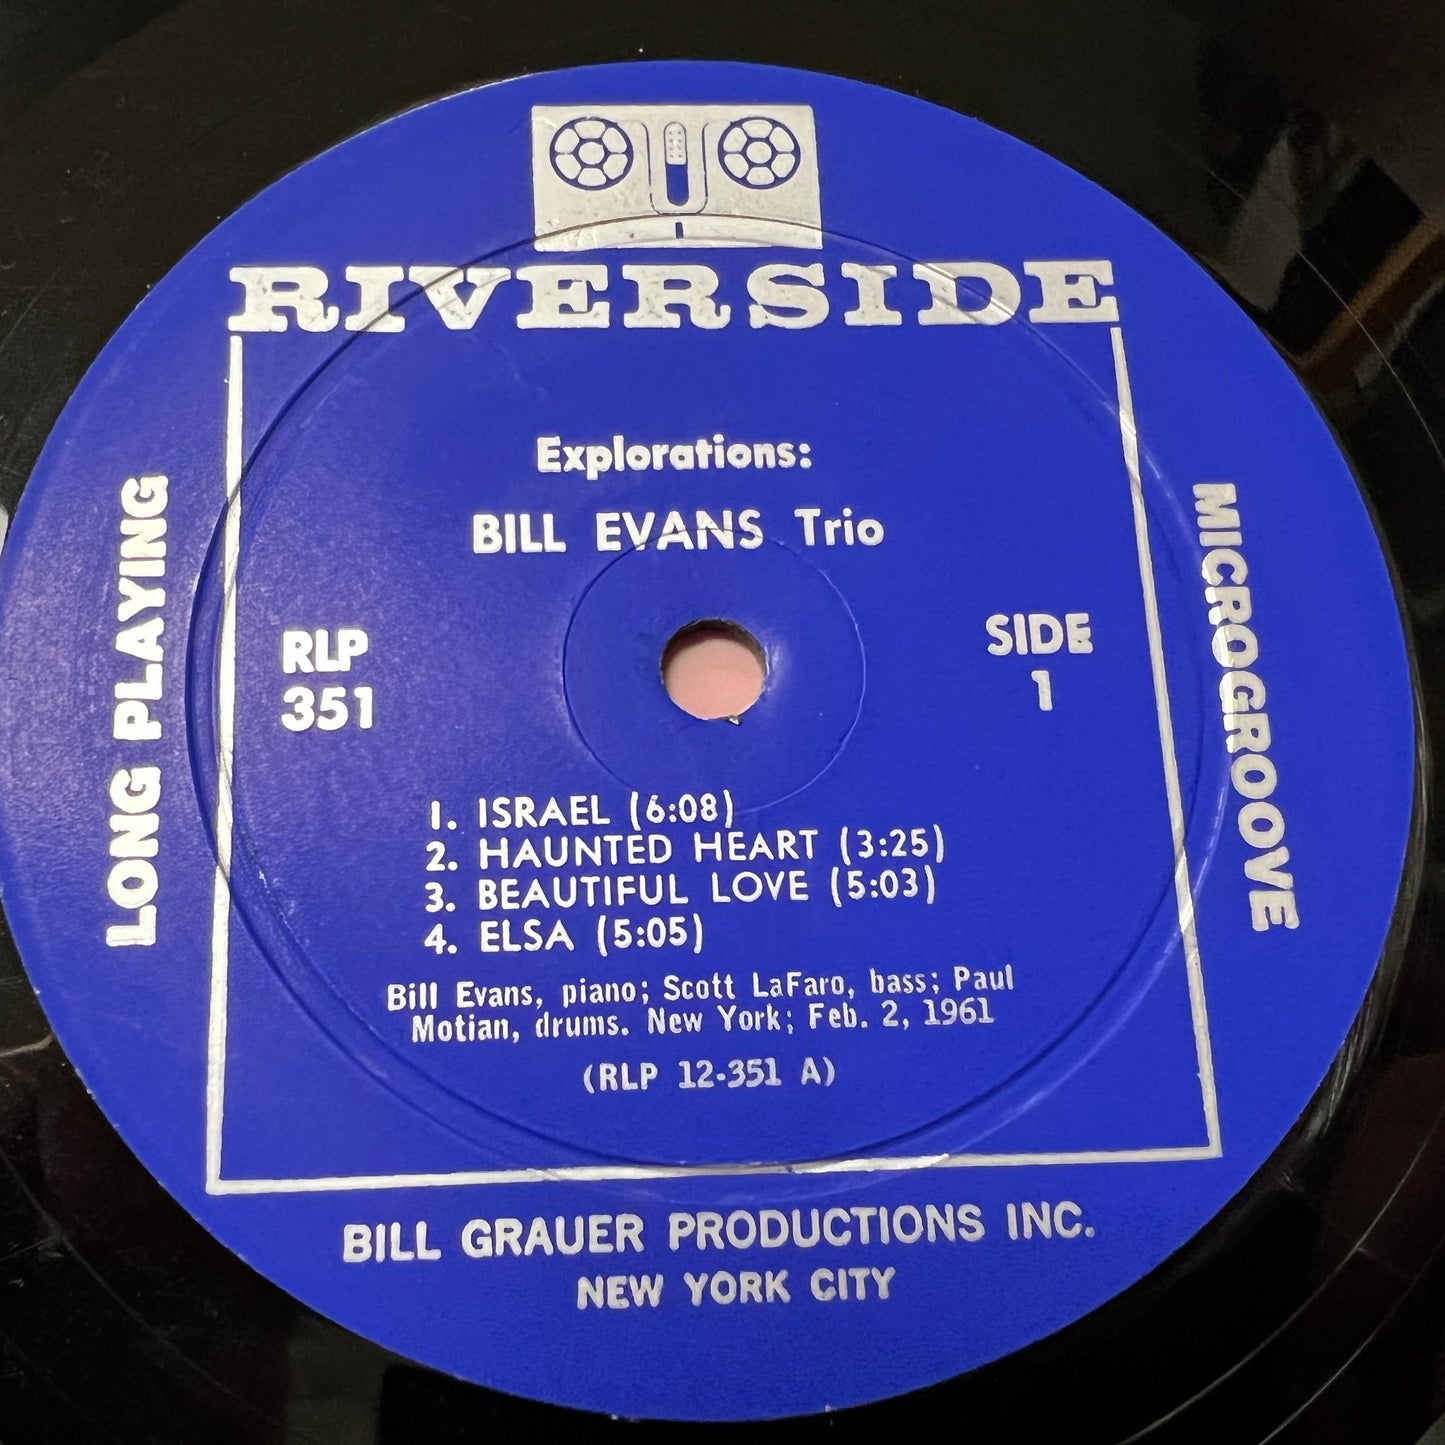 RIVERSIDE
Explorations:
BILL EVANS Trio
RLP
351
SIDE
1
LONG PLAYING
MICROGROOVE
1. ISRAEL (6:08)
2. HAUNTED HEART (3:25)
3. BEAUTIFUL LOVE (5:03)
4. ELSA (5:05)
Bill Evans, piano; Scott LaFaro, bass; Paul
Motian, drums. New York; Feb. 2, 1961
(RLP 12-351 A)
BILL GRAUER PRODUCTIONS INC.
NEW YORK CITY